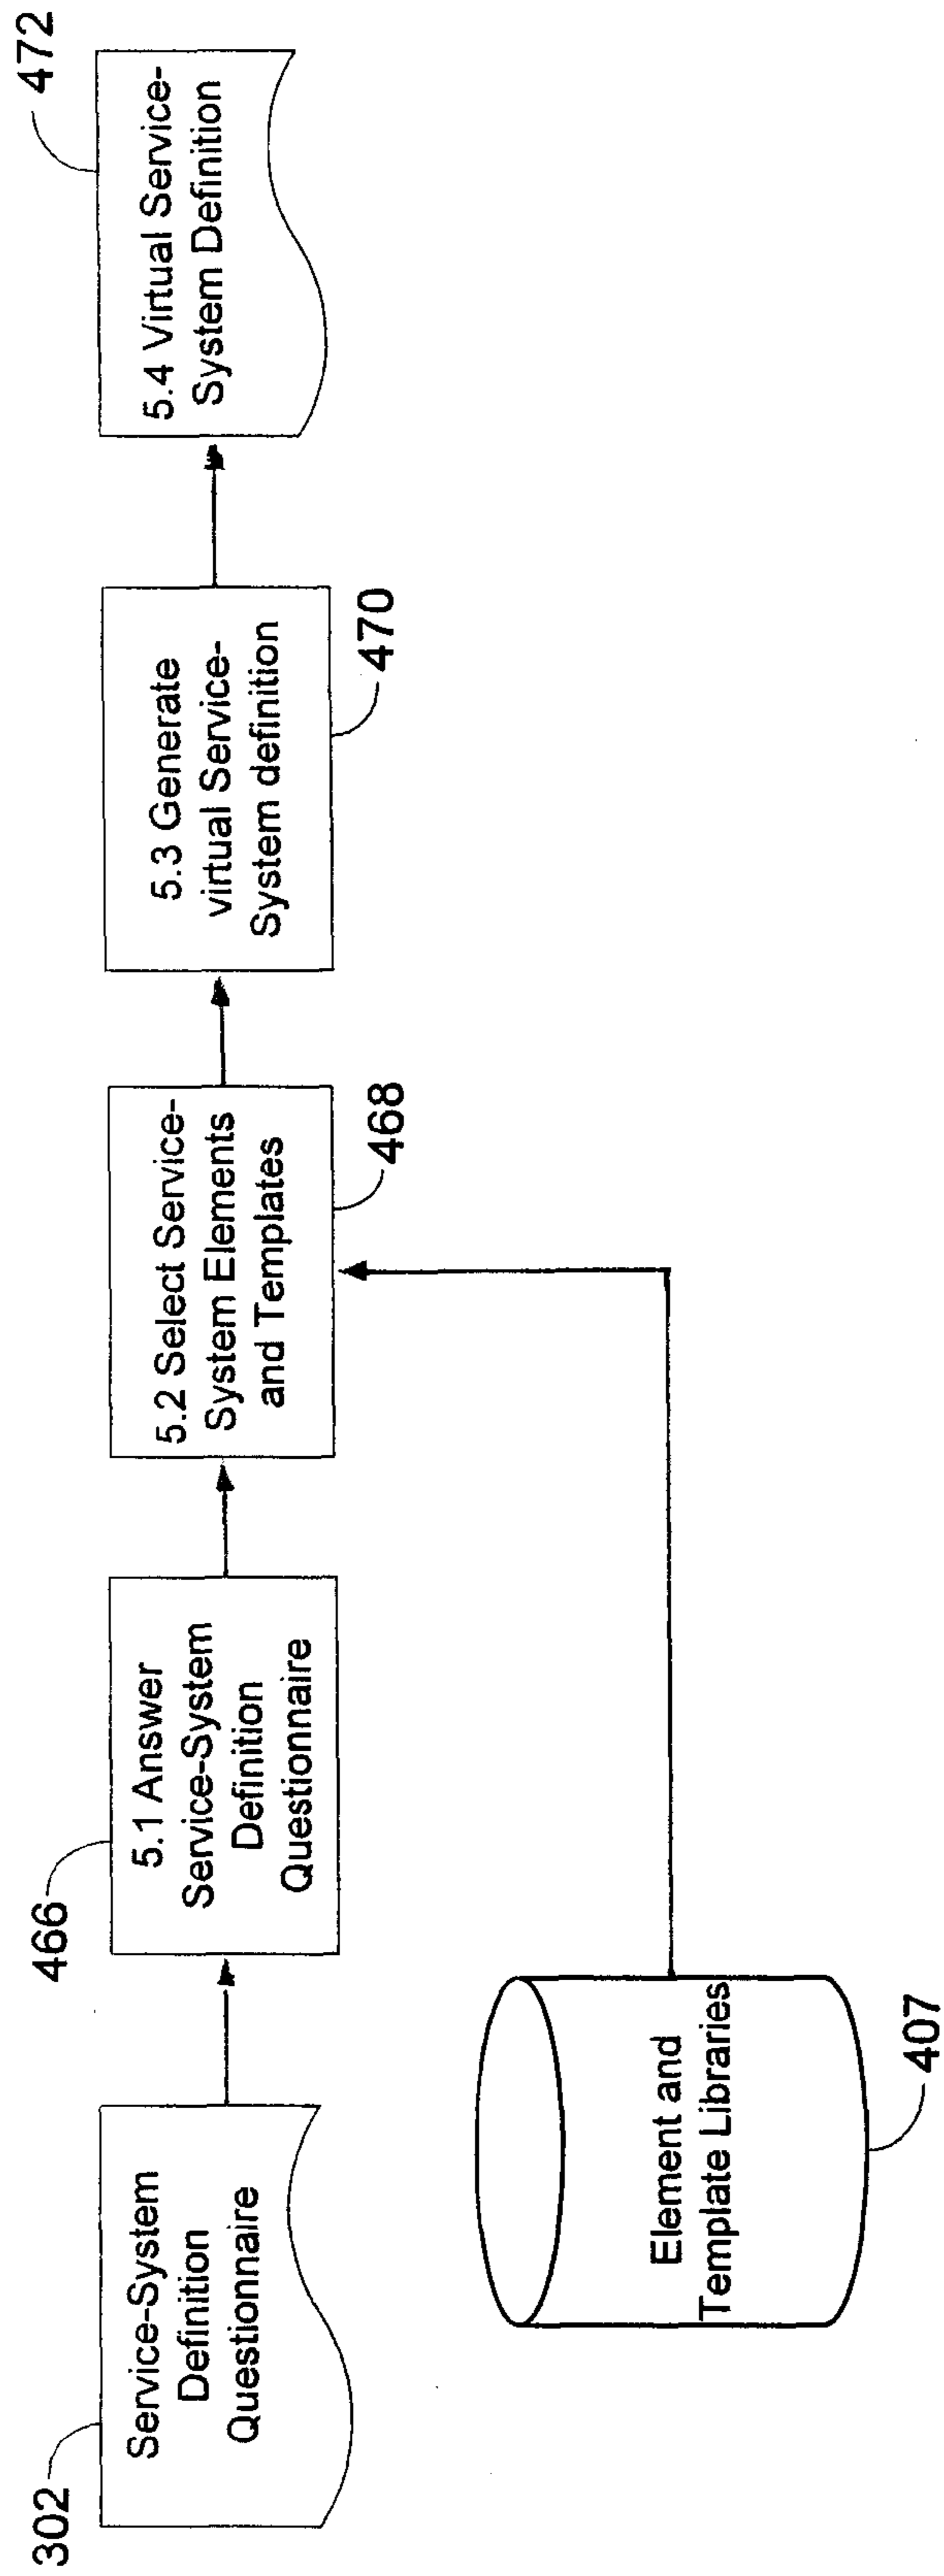 302
Service-System
Definition
Questionnaire
466
5.1 Answer
Service-System
Definition
Questionnaire
5.2 Select Service-
System Elements
and Templates
468
5.3 Generate
virtual Service-
System definition
470
5.4 Virtual Service-
System Definition
472
Element and
Template Libraries
407